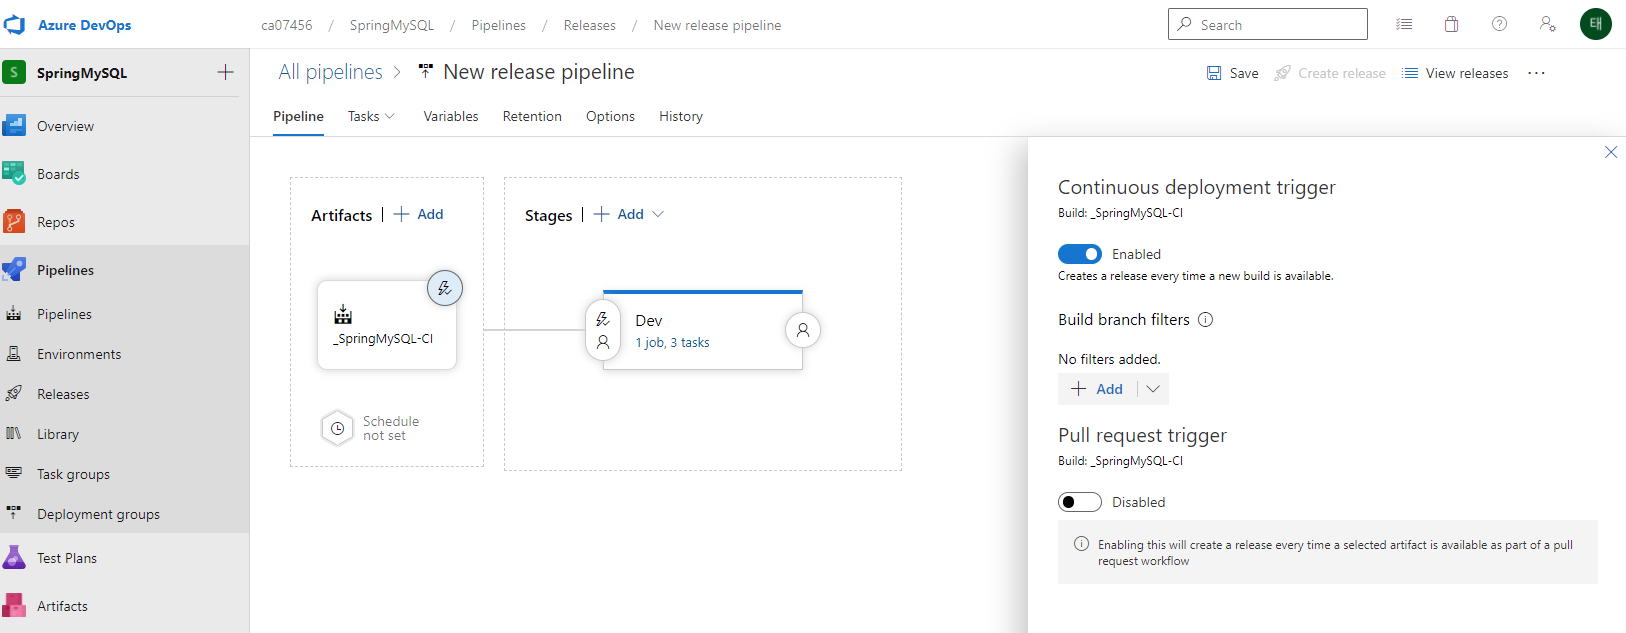 Azure DevOps
ca07456 / SpringMySQL / Pipelines / Releases / New release pipeline
Search
태
S SpringMySQL
All pipelines > New release pipeline
Save Create release View releases ...
Pipeline Tasks Variables Retention Options History
Overview
Boards
Repos
Pipelines
Pipelines
Environments
Releases
Library
Task groups
Deployment groups
Test Plans
Artifacts
Artifacts | + Add
_SpringMySQL-CI
Schedule
not set
Stages | + Add
Dev
1 job, 3 tasks
Continuous deployment trigger
Build: _SpringMySQL-CI
Enabled
Creates a release every time a new build is available.
Build branch filters
No filters added.
+ Add
Pull request trigger
Build: _SpringMySQL-CI
Disabled
Enabling this will create a release every time a selected artifact is available as part of a pull
request workflow